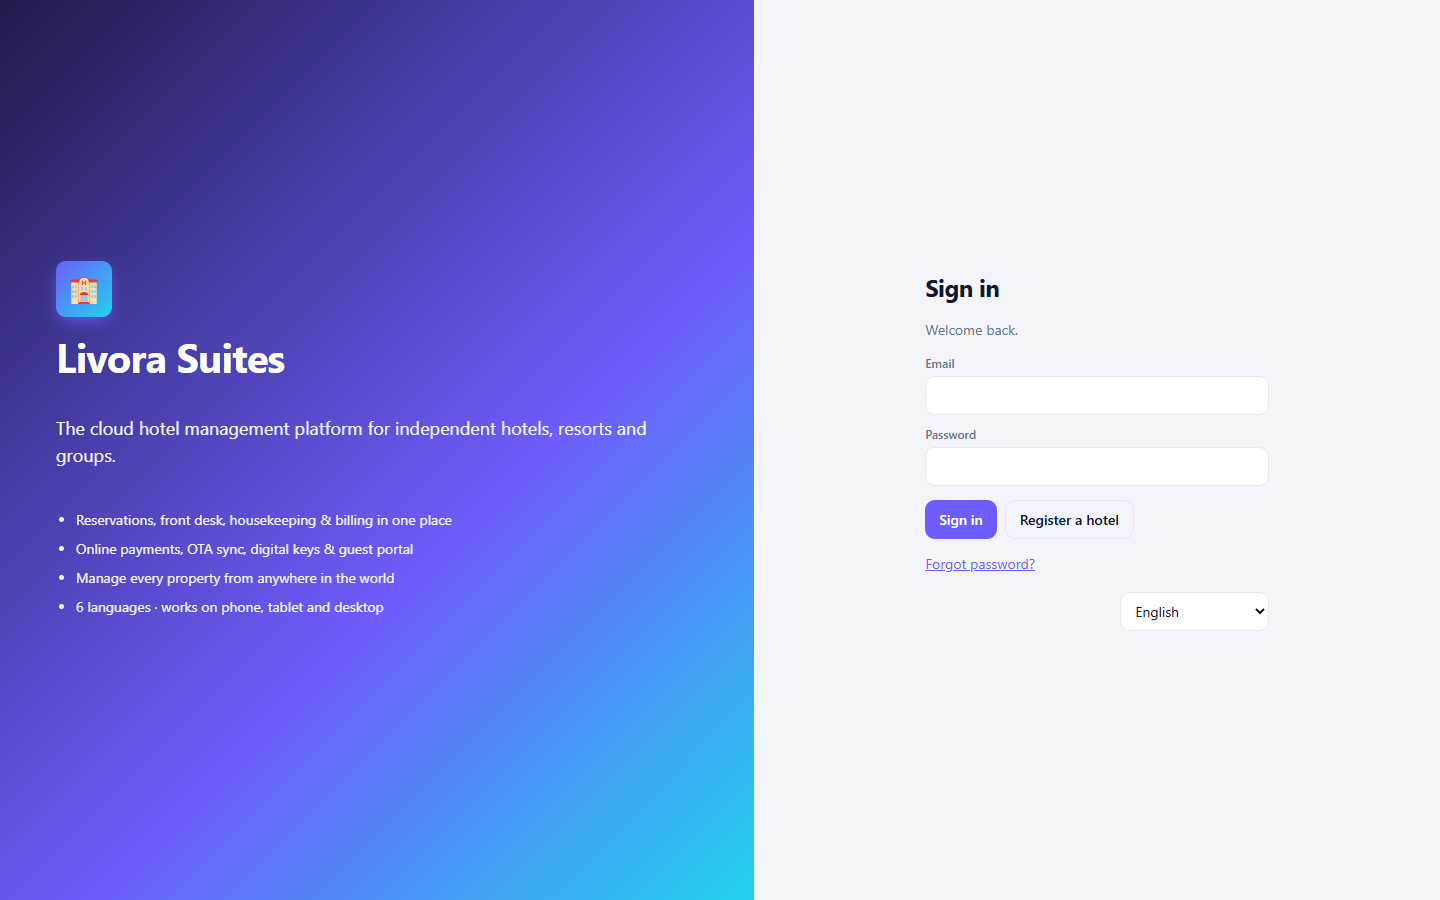 Livora Suites
The cloud hotel management platform for independent hotels, resorts and
groups.
Reservations, front desk, housekeeping & billing in one place
Online payments, OTA sync, digital keys & guest portal
Manage every property from anywhere in the world
6 languages · works on phone, tablet and desktop
Sign in
Welcome back.
Email
Password
Sign in
Register a hotel
Forgot password?
English